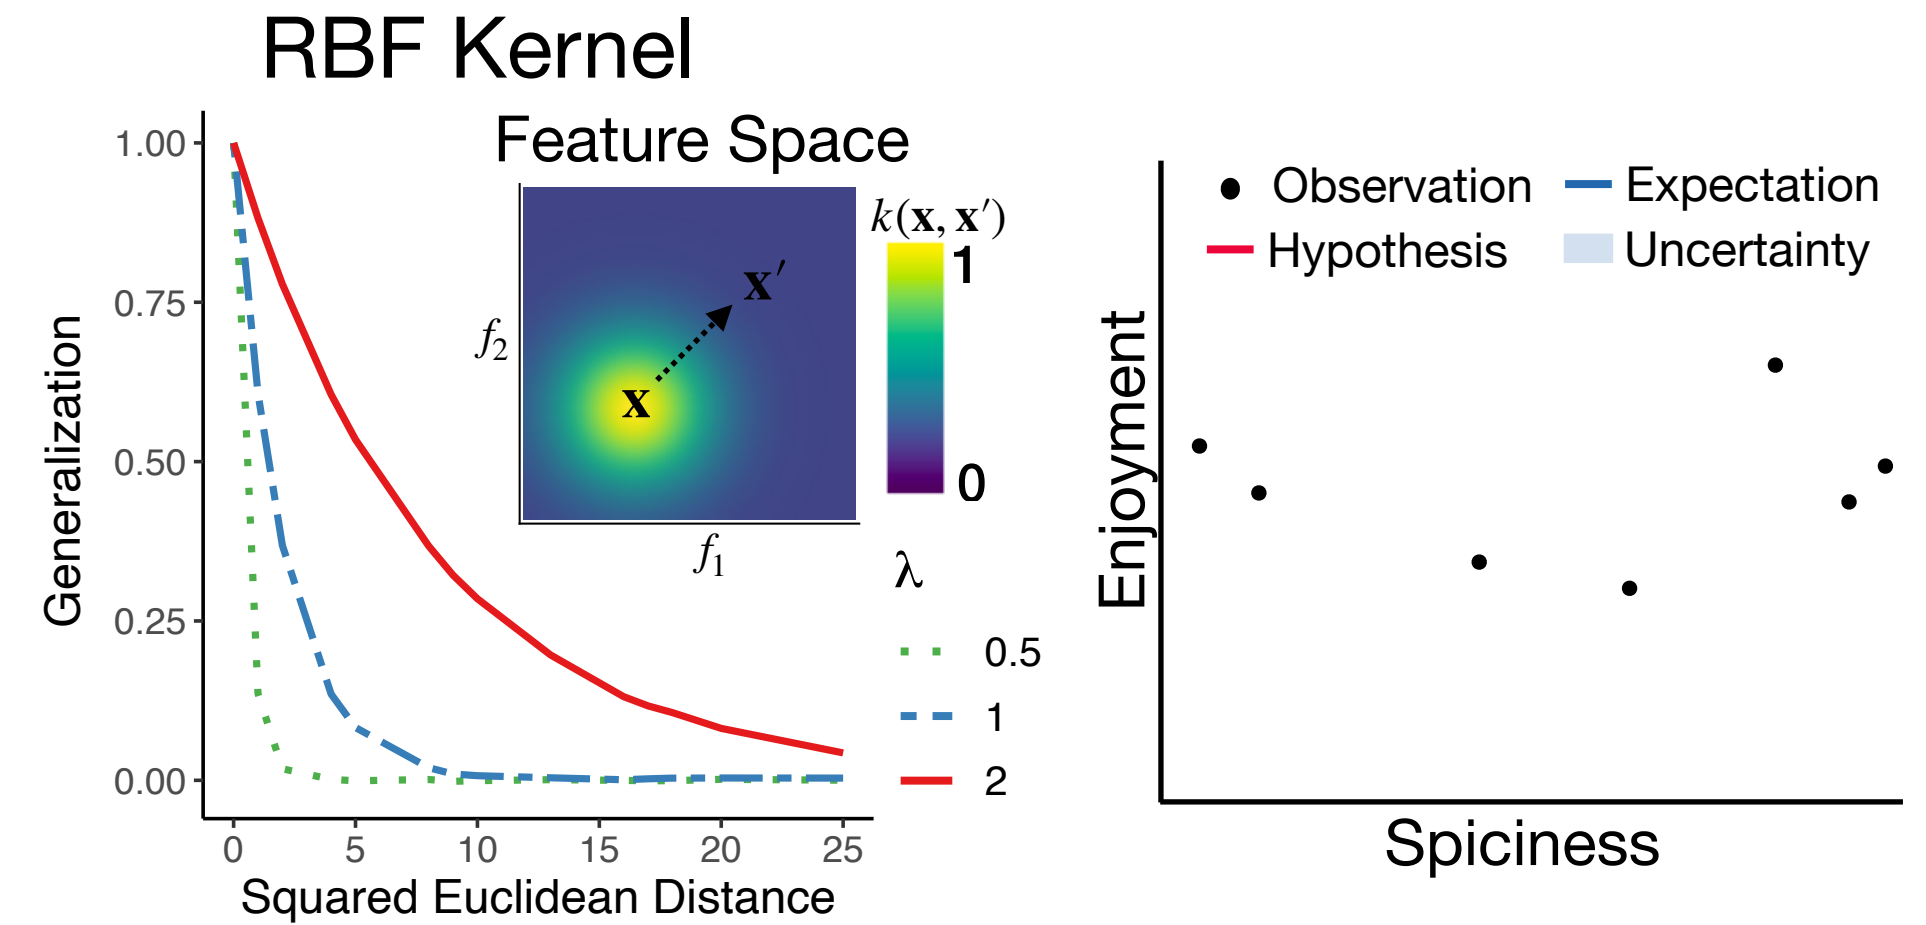 RBF Kernel
Feature Space
1.00
0.75
0.50
0.25
0.00
Generalization
0 5 10 15 20 25
Squared Euclidean Distance
f₂
f₁
x
x′
k(x, x′)
1
0
λ
0.5
1
2
Observation Expectation
Hypothesis Uncertainty
Enjoyment
Spiciness